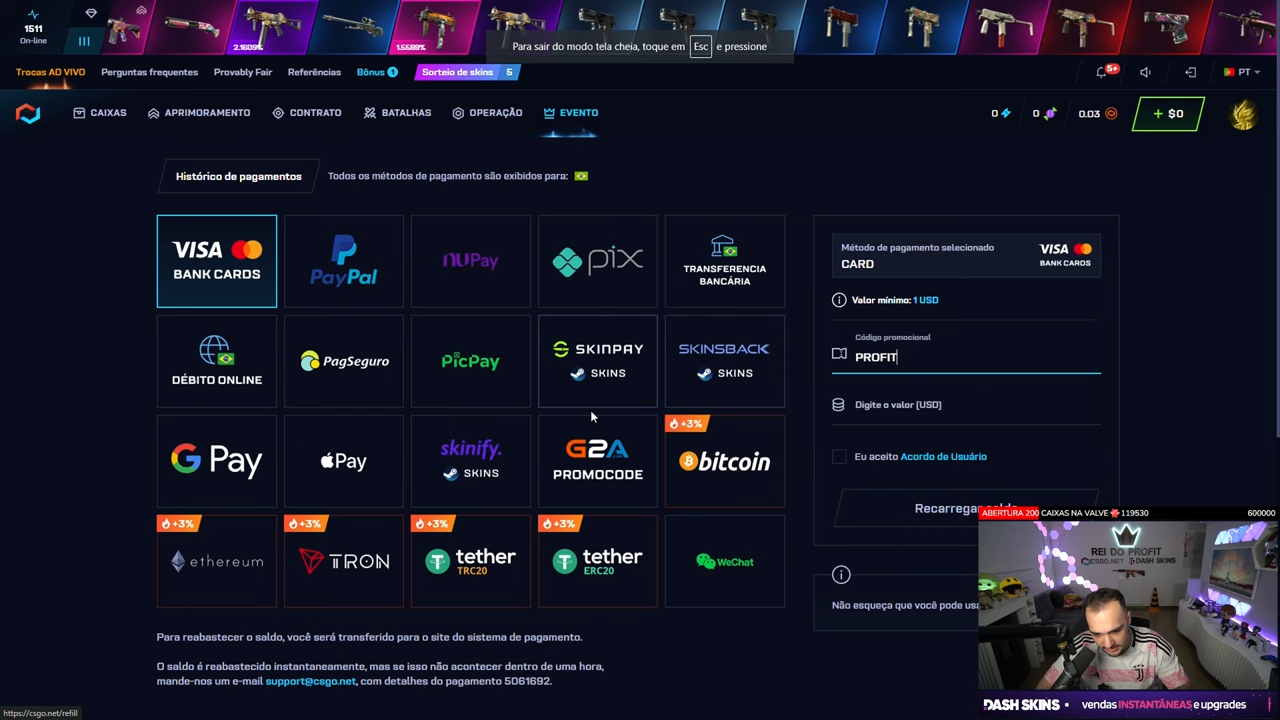 1511
On-line
2.1609%
1.5589%
Para sair do modo tela cheia, toque em Esc e pressione
Trocas AO VIVO
Perguntas frequentes
Provably Fair
Referências
Bônus 1
Sorteio de skins 5
5+
PT
CAIXAS
APRIMORAMENTO
CONTRATO
BATALHAS
OPERAÇÃO
EVENTO
0
0
0.03
+ $0
Histórico de pagamentos
Todos os métodos de pagamento são exibidos para:
VISA
BANK CARDS
PayPal
nuPay
pix
TRANSFERENCIA
BANCÁRIA
DÉBITO ONLINE
PagSeguro
PicPay
SKINPAY
SKINS
SKINSBACK
SKINS
G Pay
Pay
skinify.
SKINS
G2A
PROMOCODE
+3%
bitcoin
+3%
ethereum
+3%
TRON
+3%
tether
TRC20
+3%
tether
ERC20
WeChat
Método de pagamento selecionado
CARD
VISA
BANK CARDS
Valor mínimo: 1 USD
Código promocional
PROFIT
Digite o valor (USD)
Eu aceito Acordo de Usuário
Recarregar saldo
Não esqueça que você pode usa
Para reabastecer o saldo, você será transferido para o site do sistema de pagamento.
O saldo é reabastecido instantaneamente, mas se isso não acontecer dentro de uma hora,
mande-nos um e-mail support@csgo.net, com detalhes do pagamento 5061692.
https://csgo.net/refill
ABERTURA 200 CAIXAS NA VALVE 119530 600000
REI DO PROFIT
CSGO.NET DASH SKINS
DASH SKINS • vendas INSTANTÂNEAS e upgrades